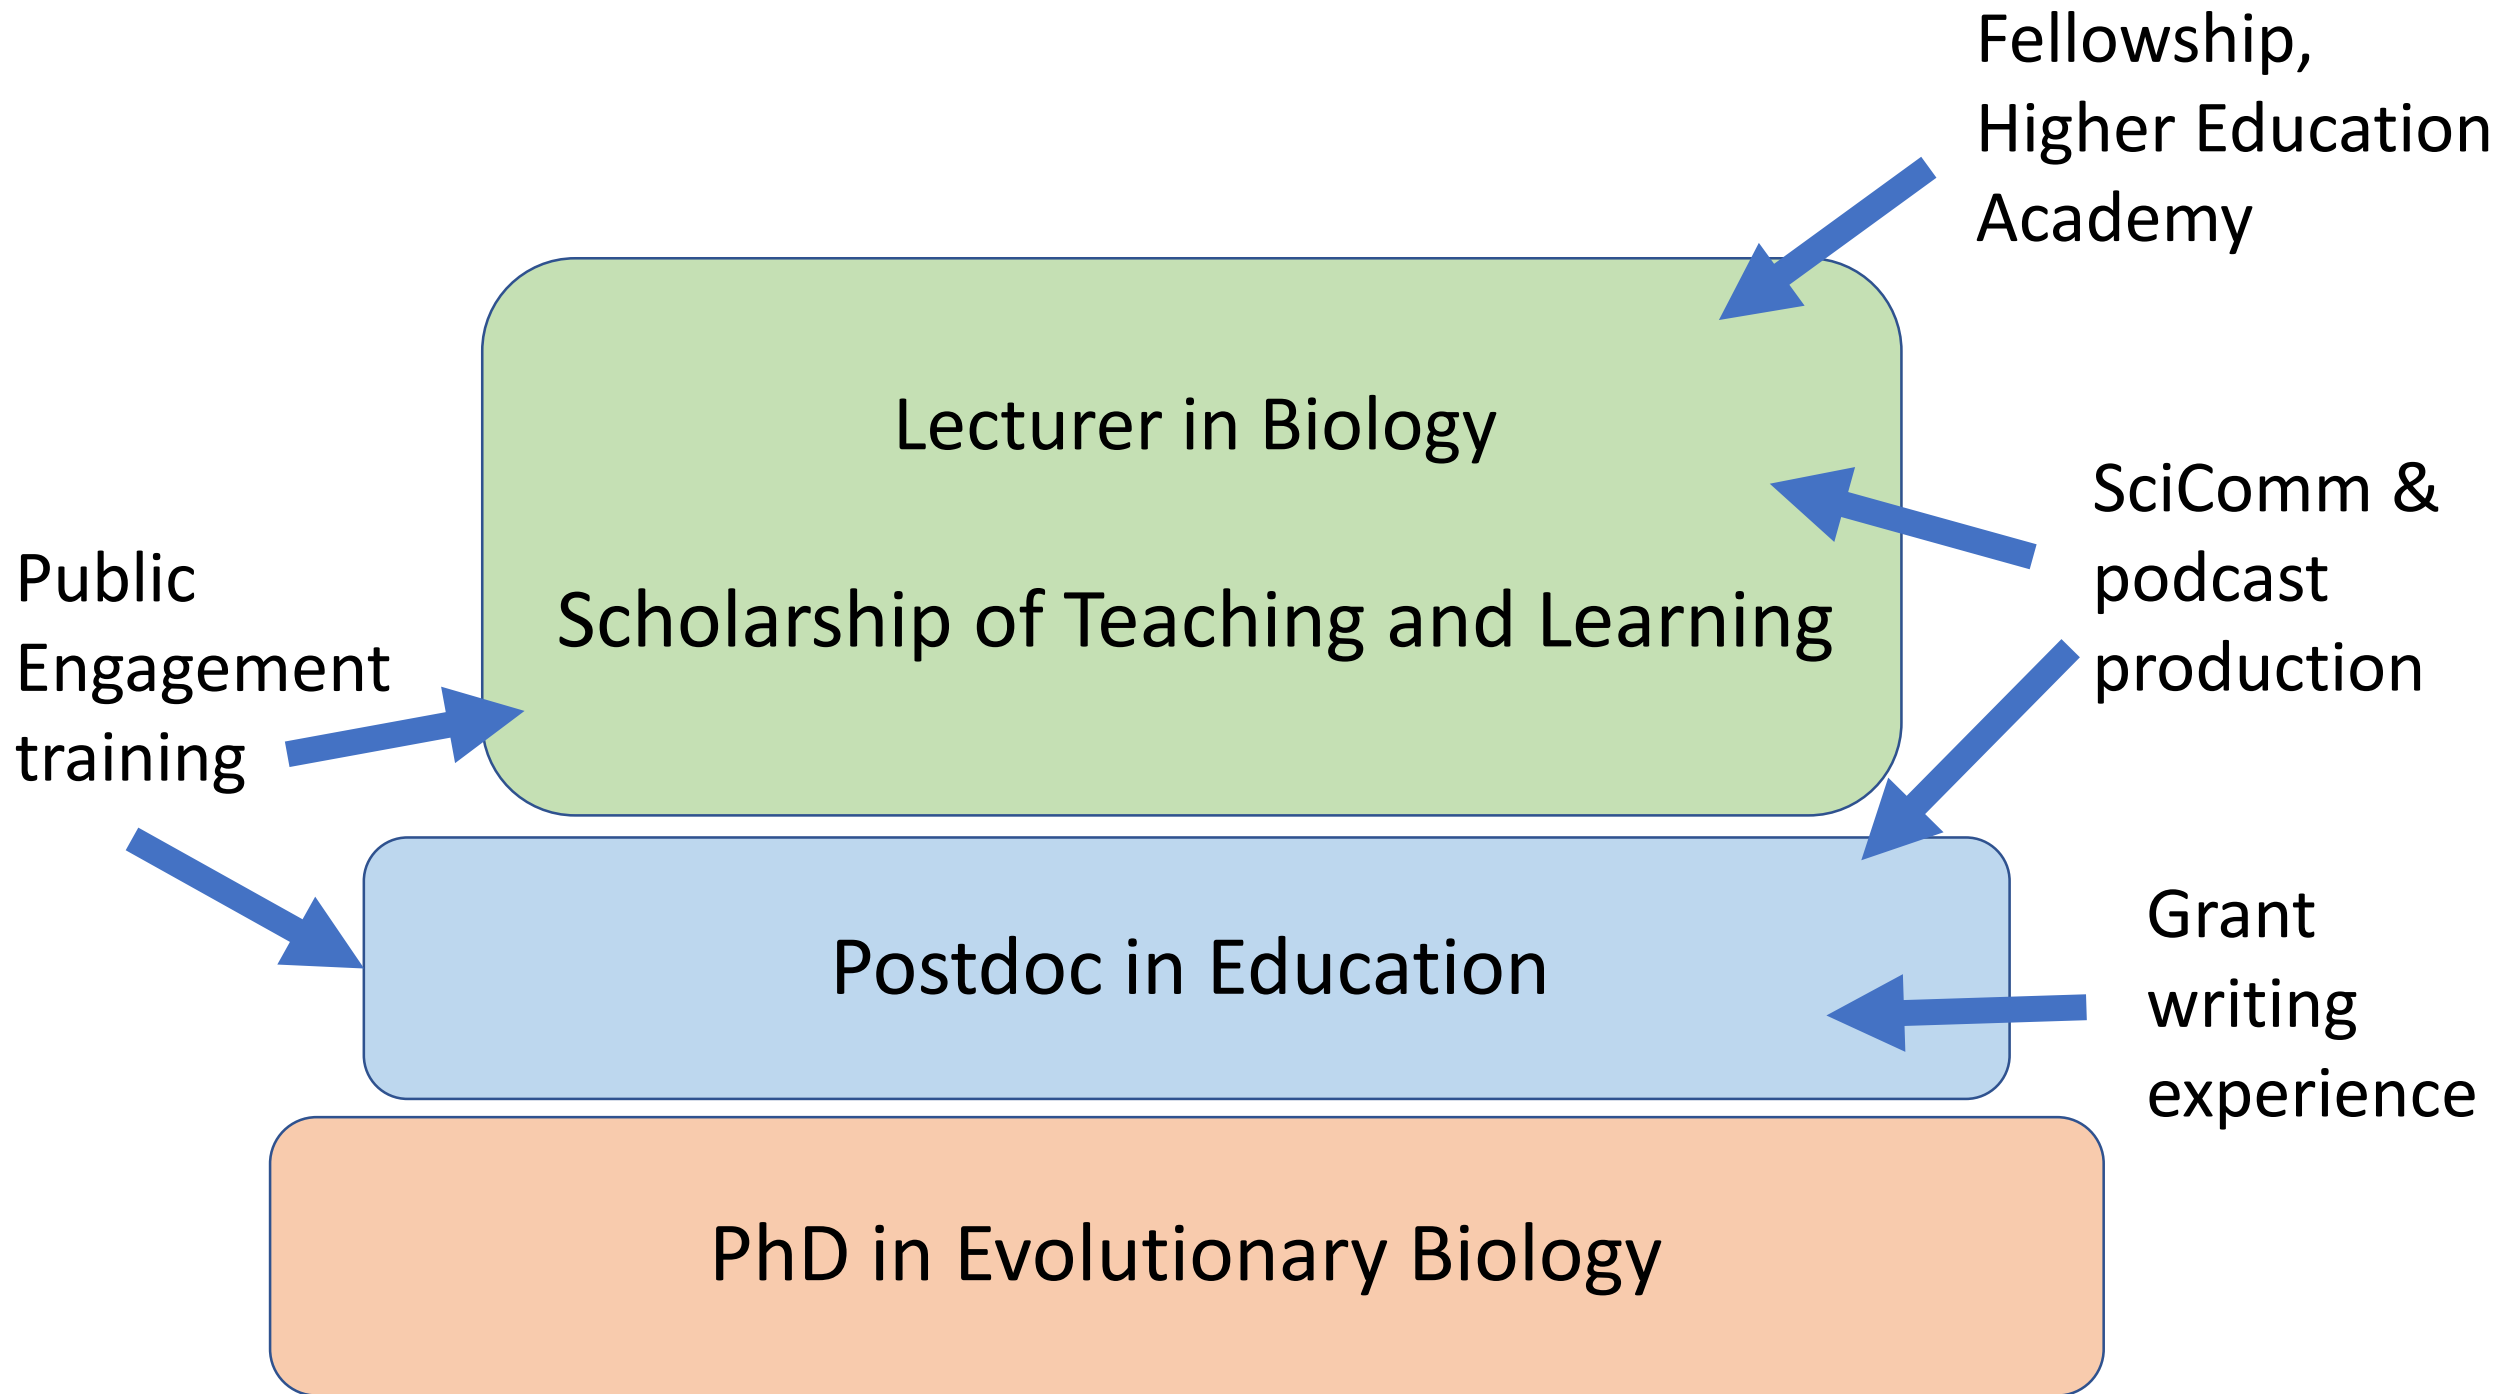 Fellowship,
Higher Education
Academy
Lecturer in Biology
Scholarship of Teaching and Learning
SciComm &
podcast
production
Public
Engagement
training
Postdoc in Education
Grant
writing
experience
PhD in Evolutionary Biology